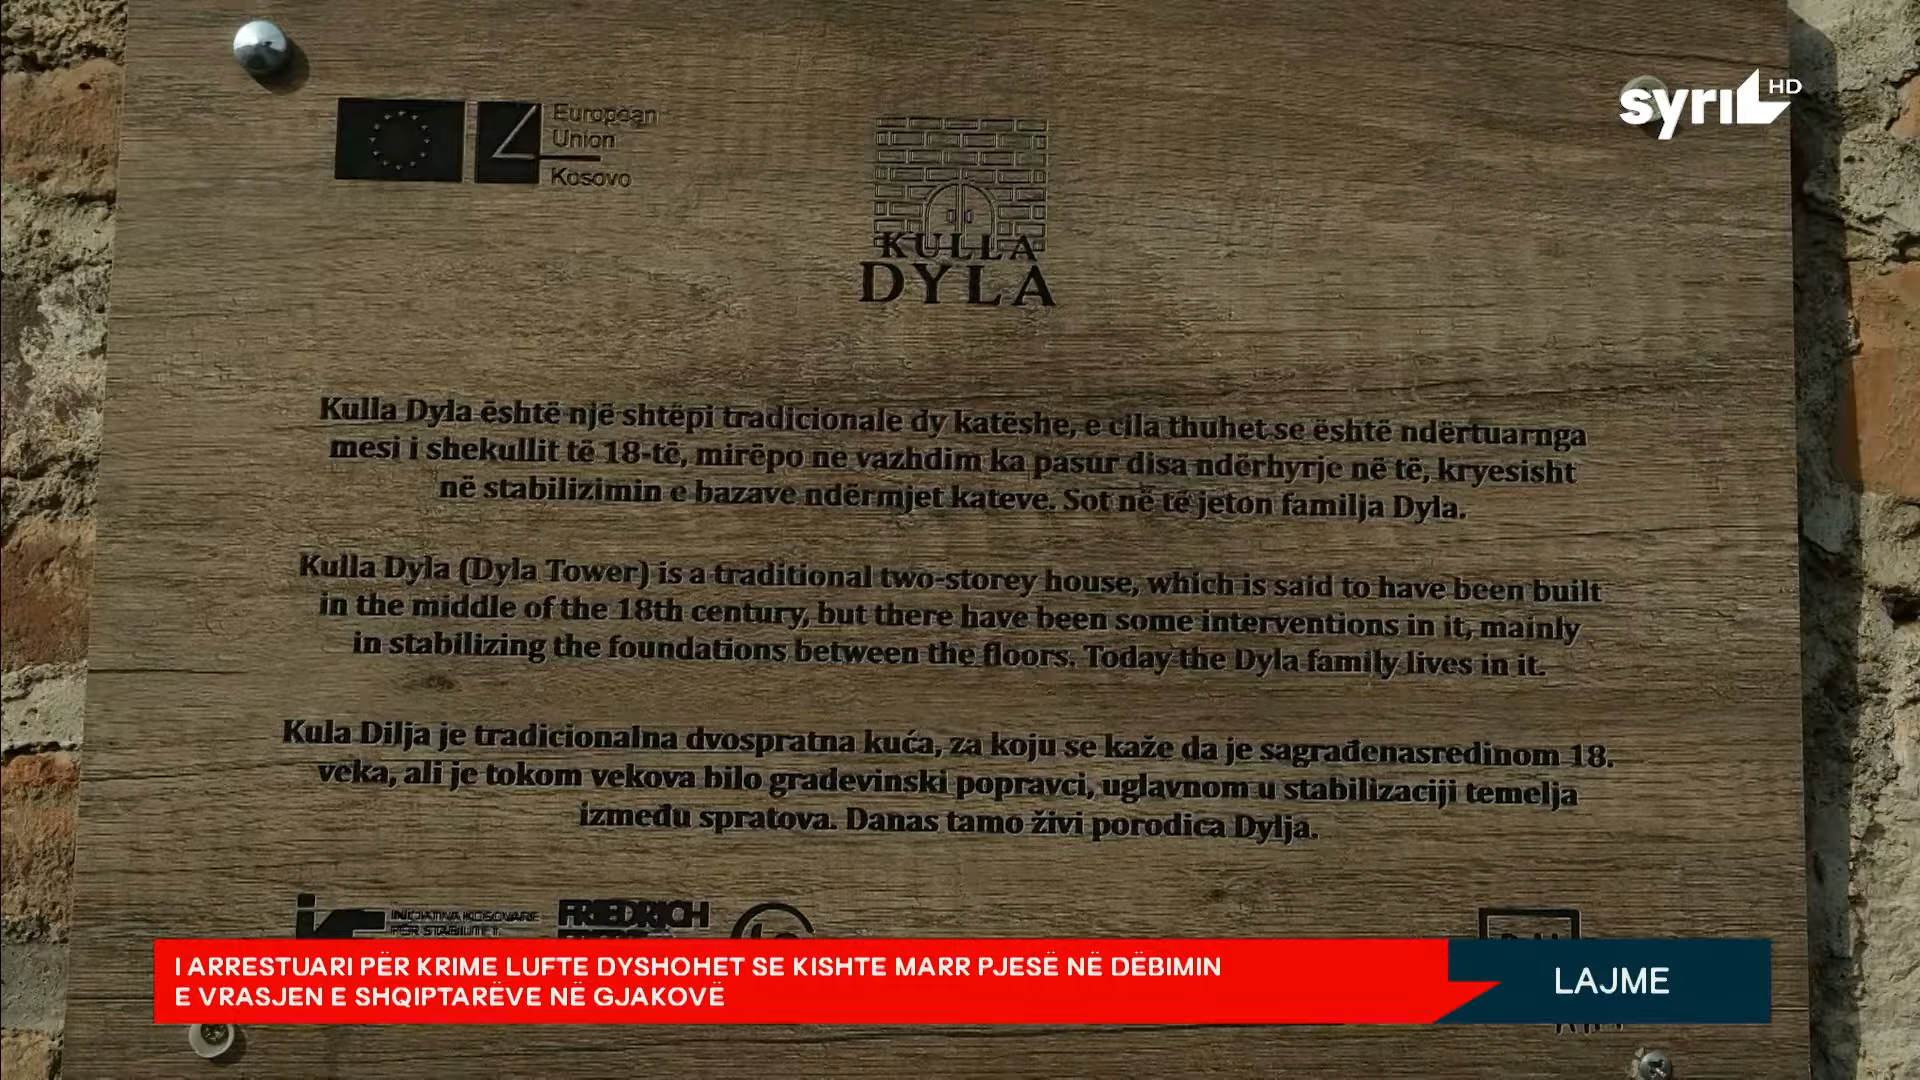 European
Union
Kosovo
syri HD
KULLA
DYLA
Kulla Dyla është një shtëpi tradicionale dy katëshe, e cila thuhet se është ndërtuarnga
mesi i shekullit të 18-të, mirëpo ne vazhdim ka pasur disa ndërhyrje në të, kryesisht
në stabilizimin e bazave ndërmjet kateve. Sot në të jeton familja Dyla.
Kulla Dyla (Dyla Tower) is a traditional two-storey house, which is said to have been built
in the middle of the 18th century, but there have been some interventions in it, mainly
in stabilizing the foundations between the floors. Today the Dyla family lives in it.
Kula Dilja je tradicionalna dvospratna kuća, za koju se kaže da je sagrađenasredinom 18.
veka, ali je tokom vekova bilo gradevinski popravci, uglavnom u stabilizaciji temelja
između spratova. Danas tamo živi porodica Dylja.
INICIATIVA KOSOVARE
PËR STABILITET
FRIEDRICH
I ARRESTUARI PËR KRIME LUFTE DYSHOHET SE KISHTE MARR PJESË NË DËBIMIN
E VRASJEN E SHQIPTARËVE NË GJAKOVË
LAJME